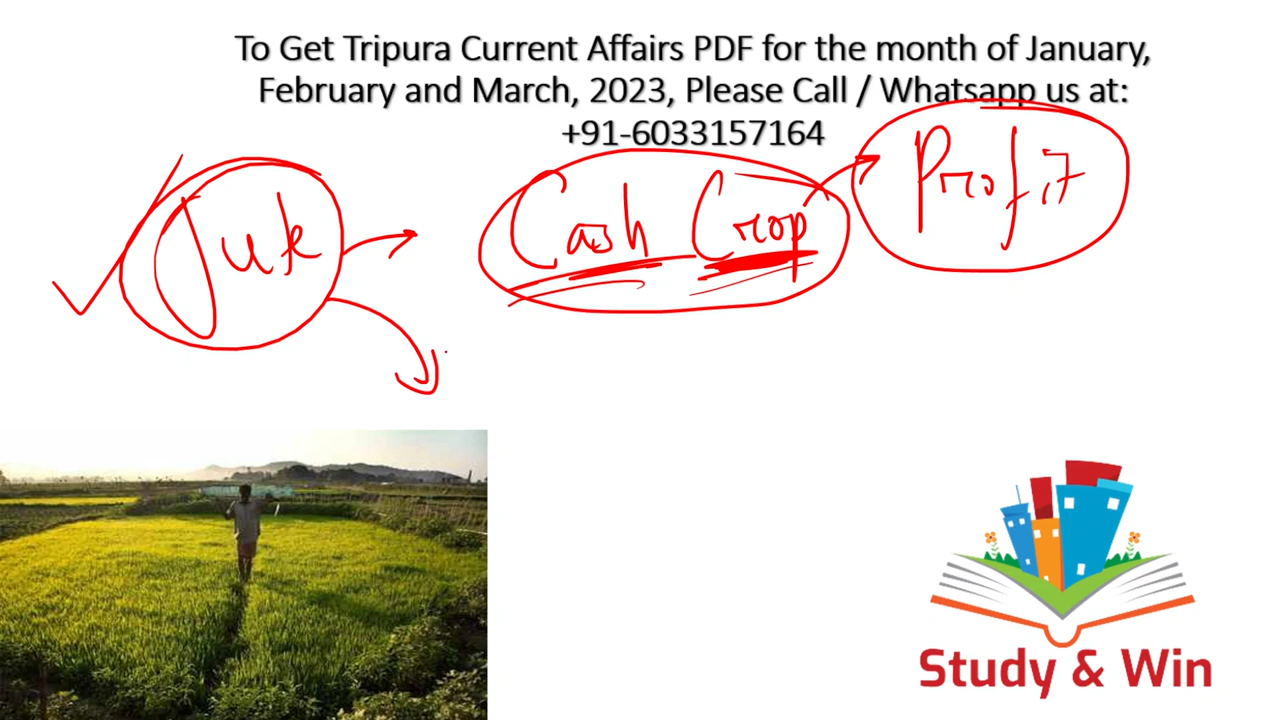 To Get Tripura Current Affairs PDF for the month of January,
February and March, 2023, Please Call / Whatsapp us at:
+91-6033157164
Juk
Cash Crop
Profit
Study & Win